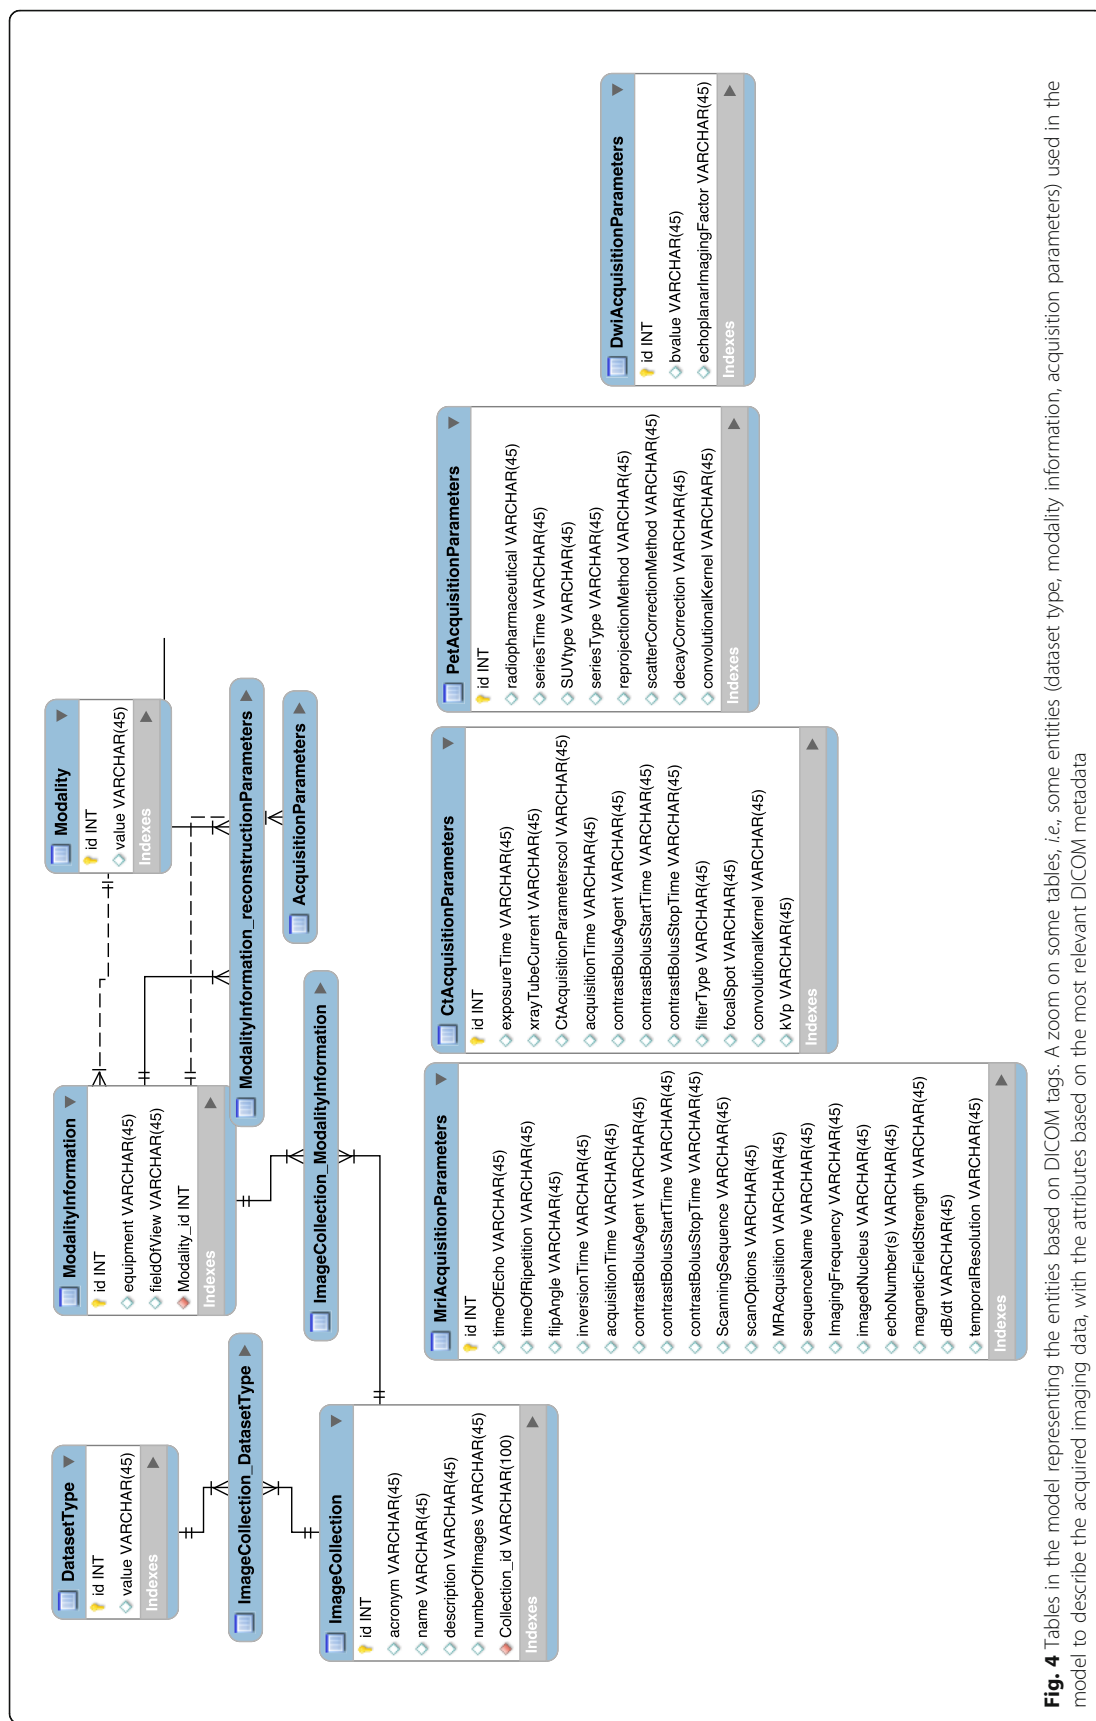 DatasetType
id INT
value VARCHAR(45)
Indexes
ImageCollection_DatasetType
ImageCollection
id INT
acronym VARCHAR(45)
name VARCHAR(45)
description VARCHAR(45)
numberOfImages VARCHAR(45)
Collection_id VARCHAR(100)
Indexes
ModalityInformation
id INT
equipment VARCHAR(45)
fieldOfView VARCHAR(45)
Modality_id INT
Indexes
ImageCollection_ModalityInformation
Modality
id INT
value VARCHAR(45)
Indexes
ModalityInformation_reconstructionParameters
AcquisitionParameters
MriAcquisitionParameters
id INT
timeOfEcho VARCHAR(45)
timeOfRipetition VARCHAR(45)
flipAngle VARCHAR(45)
inversionTime VARCHAR(45)
acquisitionTime VARCHAR(45)
contrastBolusAgent VARCHAR(45)
contrastBolusStartTime VARCHAR(45)
contrastBolusStopTime VARCHAR(45)
ScanningSequence VARCHAR(45)
scanOptions VARCHAR(45)
MRAcquisition VARCHAR(45)
sequenceName VARCHAR(45)
ImagingFrequency VARCHAR(45)
imagedNucleus VARCHAR(45)
echoNumber(s) VARCHAR(45)
magneticFieldStrength VARCHAR(45)
dB/dt VARCHAR(45)
temporalResolution VARCHAR(45)
Indexes
CtAcquisitionParameters
id INT
exposureTime VARCHAR(45)
xrayTubeCurrent VARCHAR(45)
CtAcquisitionParameterscol VARCHAR(45)
acquisitionTime VARCHAR(45)
contrastBolusAgent VARCHAR(45)
contrastBolusStartTime VARCHAR(45)
contrastBolusStopTime VARCHAR(45)
filterType VARCHAR(45)
focalSpot VARCHAR(45)
convolutionalKernel VARCHAR(45)
kVp VARCHAR(45)
Indexes
PetAcquisitionParameters
id INT
radiopharmaceutical VARCHAR(45)
seriesTime VARCHAR(45)
SUVtype VARCHAR(45)
seriesType VARCHAR(45)
reprojectionMethod VARCHAR(45)
scatterCorrectionMethod VARCHAR(45)
decayCorrection VARCHAR(45)
convolutionalKernel VARCHAR(45)
Indexes
DwiAcquisitionParameters
id INT
bvalue VARCHAR(45)
echoplanarImagingFactor VARCHAR(45)
Indexes
Fig. 4 Tables in the model representing the entities based on DICOM tags. A zoom on some tables, i.e., some entities (dataset type, modality information, acquisition parameters) used in the
model to describe the acquired imaging data, with the attributes based on the most relevant DICOM metadata